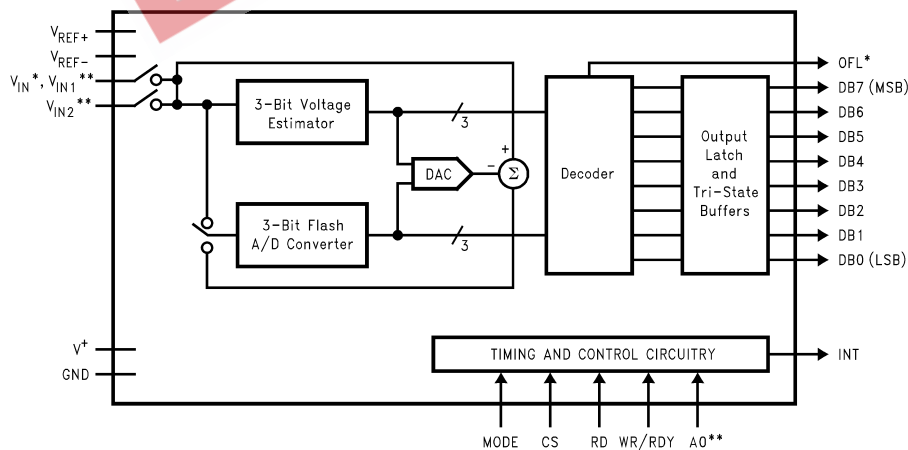 VREF+
VREF-
VIN*, VIN1**
VIN2**
3-Bit Voltage
Estimator
3
+
-
Σ
DAC
3-Bit Flash
A/D Converter
3
Decoder
Output
Latch
and
Tri-State
Buffers
OFL*
DB7 (MSB)
DB6
DB5
DB4
DB3
DB2
DB1
DB0 (LSB)
V+
GND
TIMING AND CONTROL CIRCUITRY
INT
MODE CS RD WR/RDY A0**